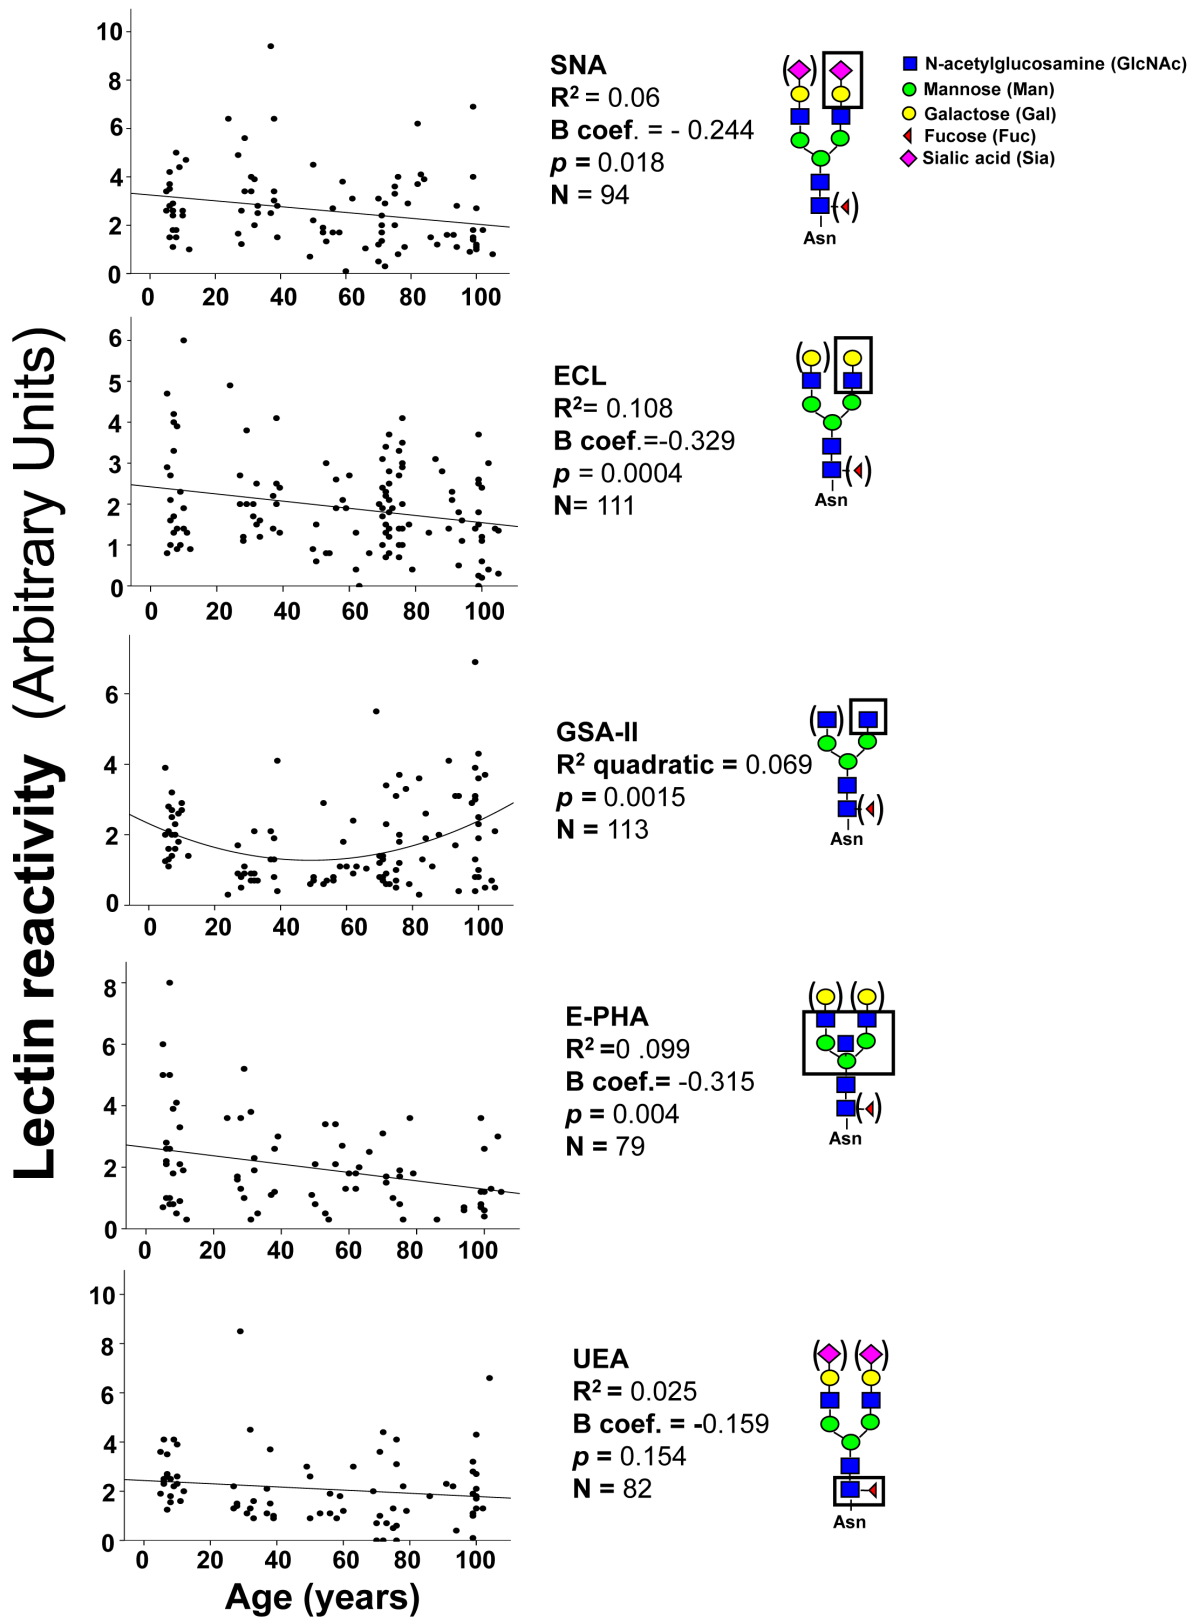 Lectin reactivity (Arbitrary Units)
10
8
6
4
2
0
0 20 40 60 80 100
SNA
R² = 0.06
B coef. = - 0.244
p = 0.018
N = 94
( ) Asn ( )
N-acetylglucosamine (GlcNAc)
Mannose (Man)
Galactose (Gal)
Fucose (Fuc)
Sialic acid (Sia)
6
5
4
3
2
1
0
0 20 40 60 80 100
ECL
R²= 0.108
B coef.=-0.329
p = 0.0004
N= 111
( ) ( )
Asn
6
4
2
0
0 20 40 60 80 100
GSA-II
R² quadratic = 0.069
p = 0.0015
N = 113
( ) ( )
Asn
8
6
4
2
0
0 20 40 60 80 100
E-PHA
R² =0 .099
B coef.= -0.315
p = 0.004
N = 79
( ) ( ) ( )
Asn
10
8
6
4
2
0
0 20 40 60 80 100
UEA
R² = 0.025
B coef. = -0.159
p = 0.154
N = 82
( ) ( )
Asn
Age (years)